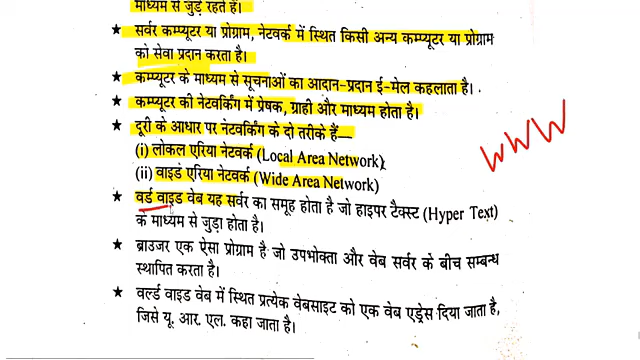 माध्यम से जुड़े रहते हैं।
★ सर्वर कम्प्यूटर या प्रोग्राम, नेटवर्क में स्थित किसी अन्य कम्प्यूटर या प्रोग्राम
को सेवा प्रदान करता है।
★ कम्प्यूटर के माध्यम से सूचनाओं का आदान-प्रदान ई-मेल कहलाता है।
★ कम्प्यूटर की नेटवर्किंग में प्रेषक, ग्राही और माध्यम होता है।
★ दूरी के आधार पर नेटवर्किंग के दो तरीके हैं—
(i) लोकल एरिया नेटवर्क (Local Area Network)
(ii) वाइड एरिया नेटवर्क (Wide Area Network)
WWW
★ वर्ड वाइड वेब यह सर्वर का समूह होता है जो हाइपर टैक्स्ट (Hyper Text)
के माध्यम से जुड़ा होता है।
★ ब्राउजर एक ऐसा प्रोग्राम है जो उपभोक्ता और वेब सर्वर के बीच सम्बन्ध
स्थापित करता है।
★ वर्ल्ड वाइड वेब में स्थित प्रत्येक वेबसाइट को एक वेब एड्रेस दिया जाता है,
जिसे यू. आर. एल. कहा जाता है।